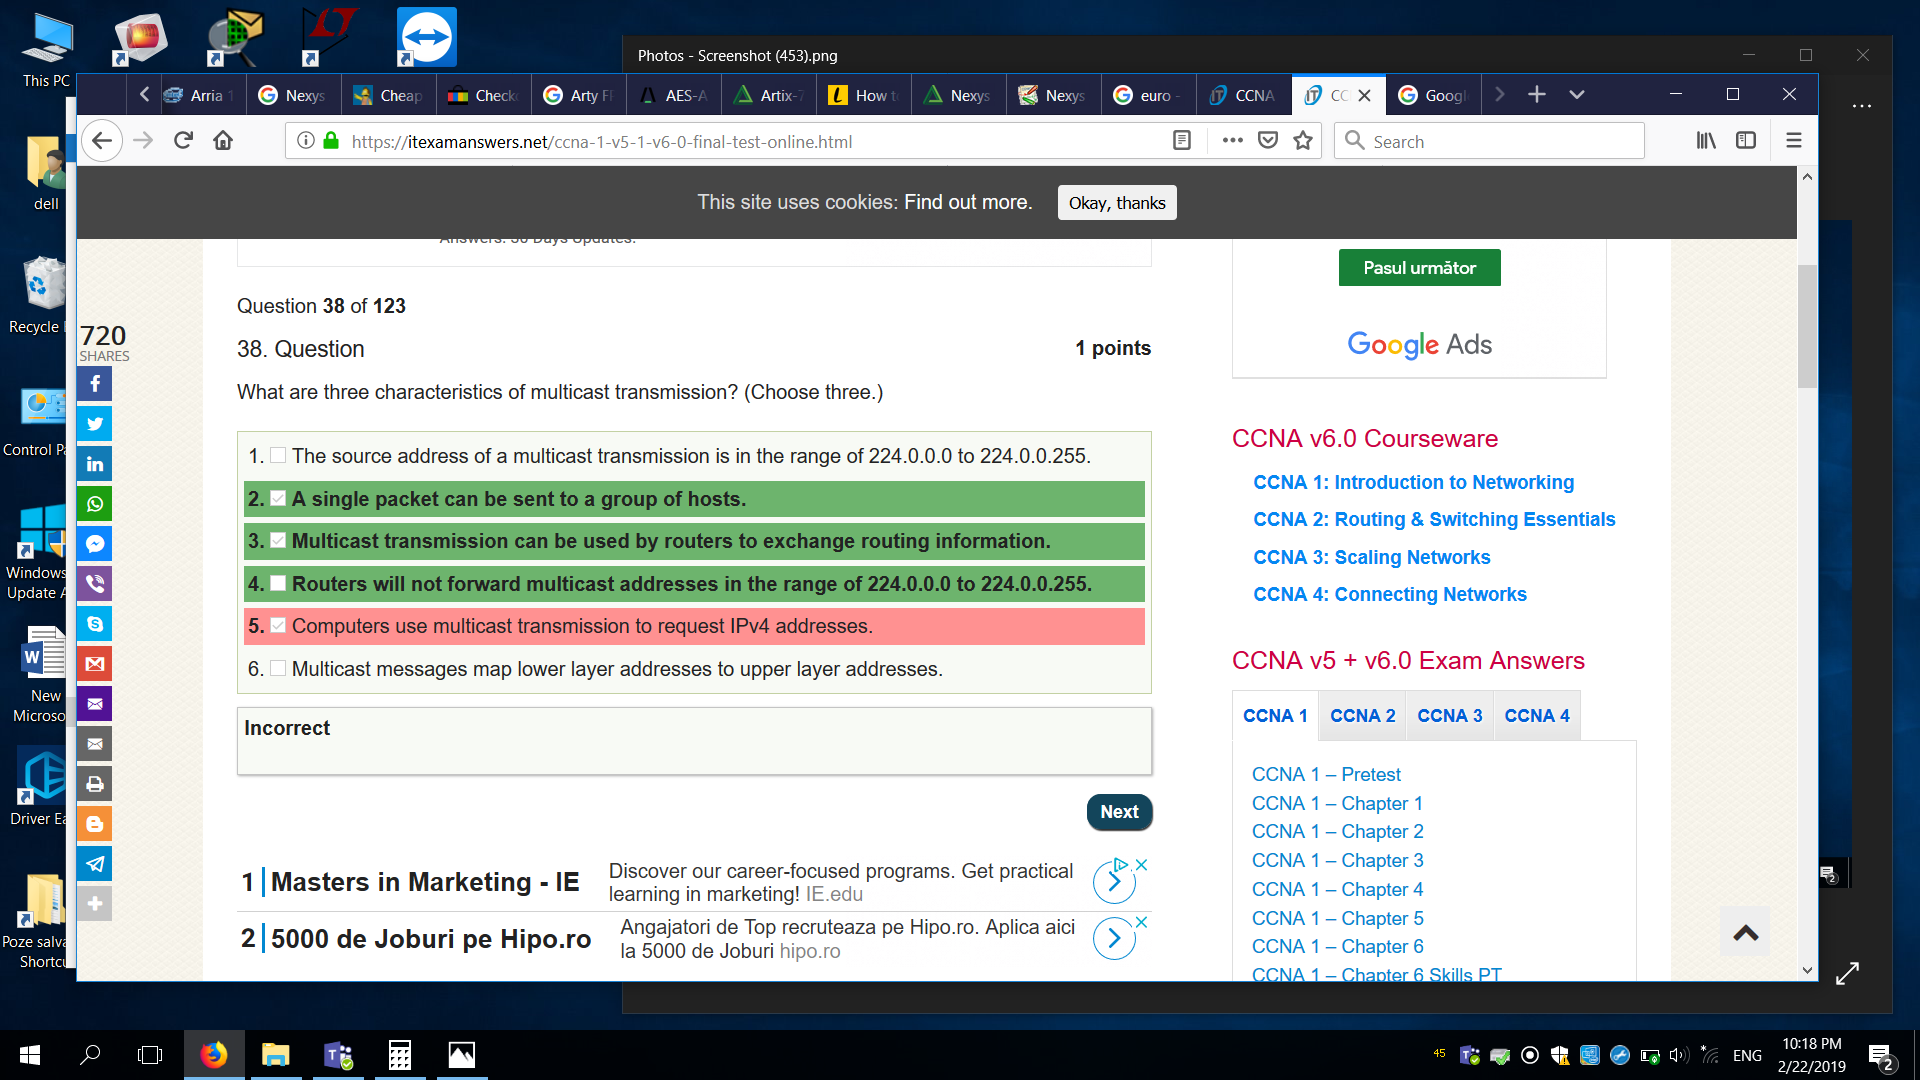 This PC
Photos - Screenshot (453).png
Arria
Nexys
Cheap
Check
Arty F
AES-A
Artix-7
How t
Nexys
Nexys
euro -
CCNA
CC
Googl
https://itexamanswers.net/ccna-1-v5-1-v6-0-final-test-online.html
Search
This site uses cookies: Find out more.
Okay, thanks
dell
Recycle
Control Pa
Windows
Update A
New
Microso
Driver Ea
Poze salva
Shortcu
720
SHARES
Question 38 of 123
38. Question
1 points
What are three characteristics of multicast transmission? (Choose three.)
1. The source address of a multicast transmission is in the range of 224.0.0.0 to 224.0.0.255.
2. A single packet can be sent to a group of hosts.
3. Multicast transmission can be used by routers to exchange routing information.
4. Routers will not forward multicast addresses in the range of 224.0.0.0 to 224.0.0.255.
5. Computers use multicast transmission to request IPv4 addresses.
6. Multicast messages map lower layer addresses to upper layer addresses.
Incorrect
Next
1 Masters in Marketing - IE
Discover our career-focused programs. Get practical
learning in marketing! IE.edu
2 5000 de Joburi pe Hipo.ro
Angajatori de Top recruteaza pe Hipo.ro. Aplica aici
la 5000 de Joburi hipo.ro
Pasul următor
Google Ads
CCNA v6.0 Courseware
CCNA 1: Introduction to Networking
CCNA 2: Routing & Switching Essentials
CCNA 3: Scaling Networks
CCNA 4: Connecting Networks
CCNA v5 + v6.0 Exam Answers
CCNA 1
CCNA 2
CCNA 3
CCNA 4
CCNA 1 – Pretest
CCNA 1 – Chapter 1
CCNA 1 – Chapter 2
CCNA 1 – Chapter 3
CCNA 1 – Chapter 4
CCNA 1 – Chapter 5
CCNA 1 – Chapter 6
CCNA 1 – Chapter 6 Skills PT
2
45
ENG
10:18 PM
2/22/2019
2